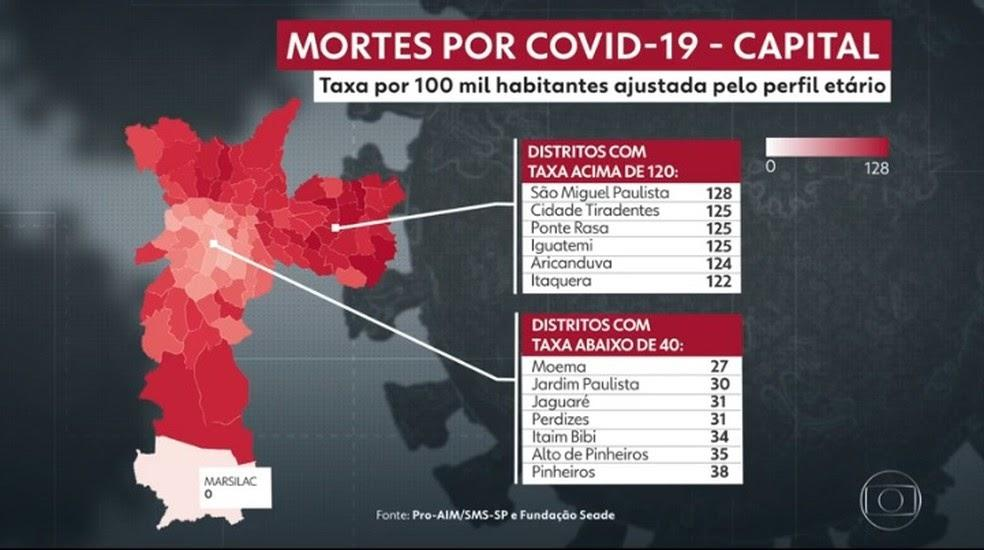 MORTES POR COVID-19 - CAPITAL
Taxa por 100 mil habitantes ajustada pelo perfil etário
0 128
DISTRITOS COM
TAXA ACIMA DE 120:
São Miguel Paulista 128
Cidade Tiradentes 125
Ponte Rasa 125
Iguatemi 125
Aricanduva 124
Itaquera 122
DISTRITOS COM
TAXA ABAIXO DE 40:
Moema 27
Jardim Paulista 30
Jaguaré 31
Perdizes 31
Itaim Bibi 34
Alto de Pinheiros 35
Pinheiros 38
MARSILAC
0
Fonte: Pro-AIM/SMS-SP e Fundação Seade